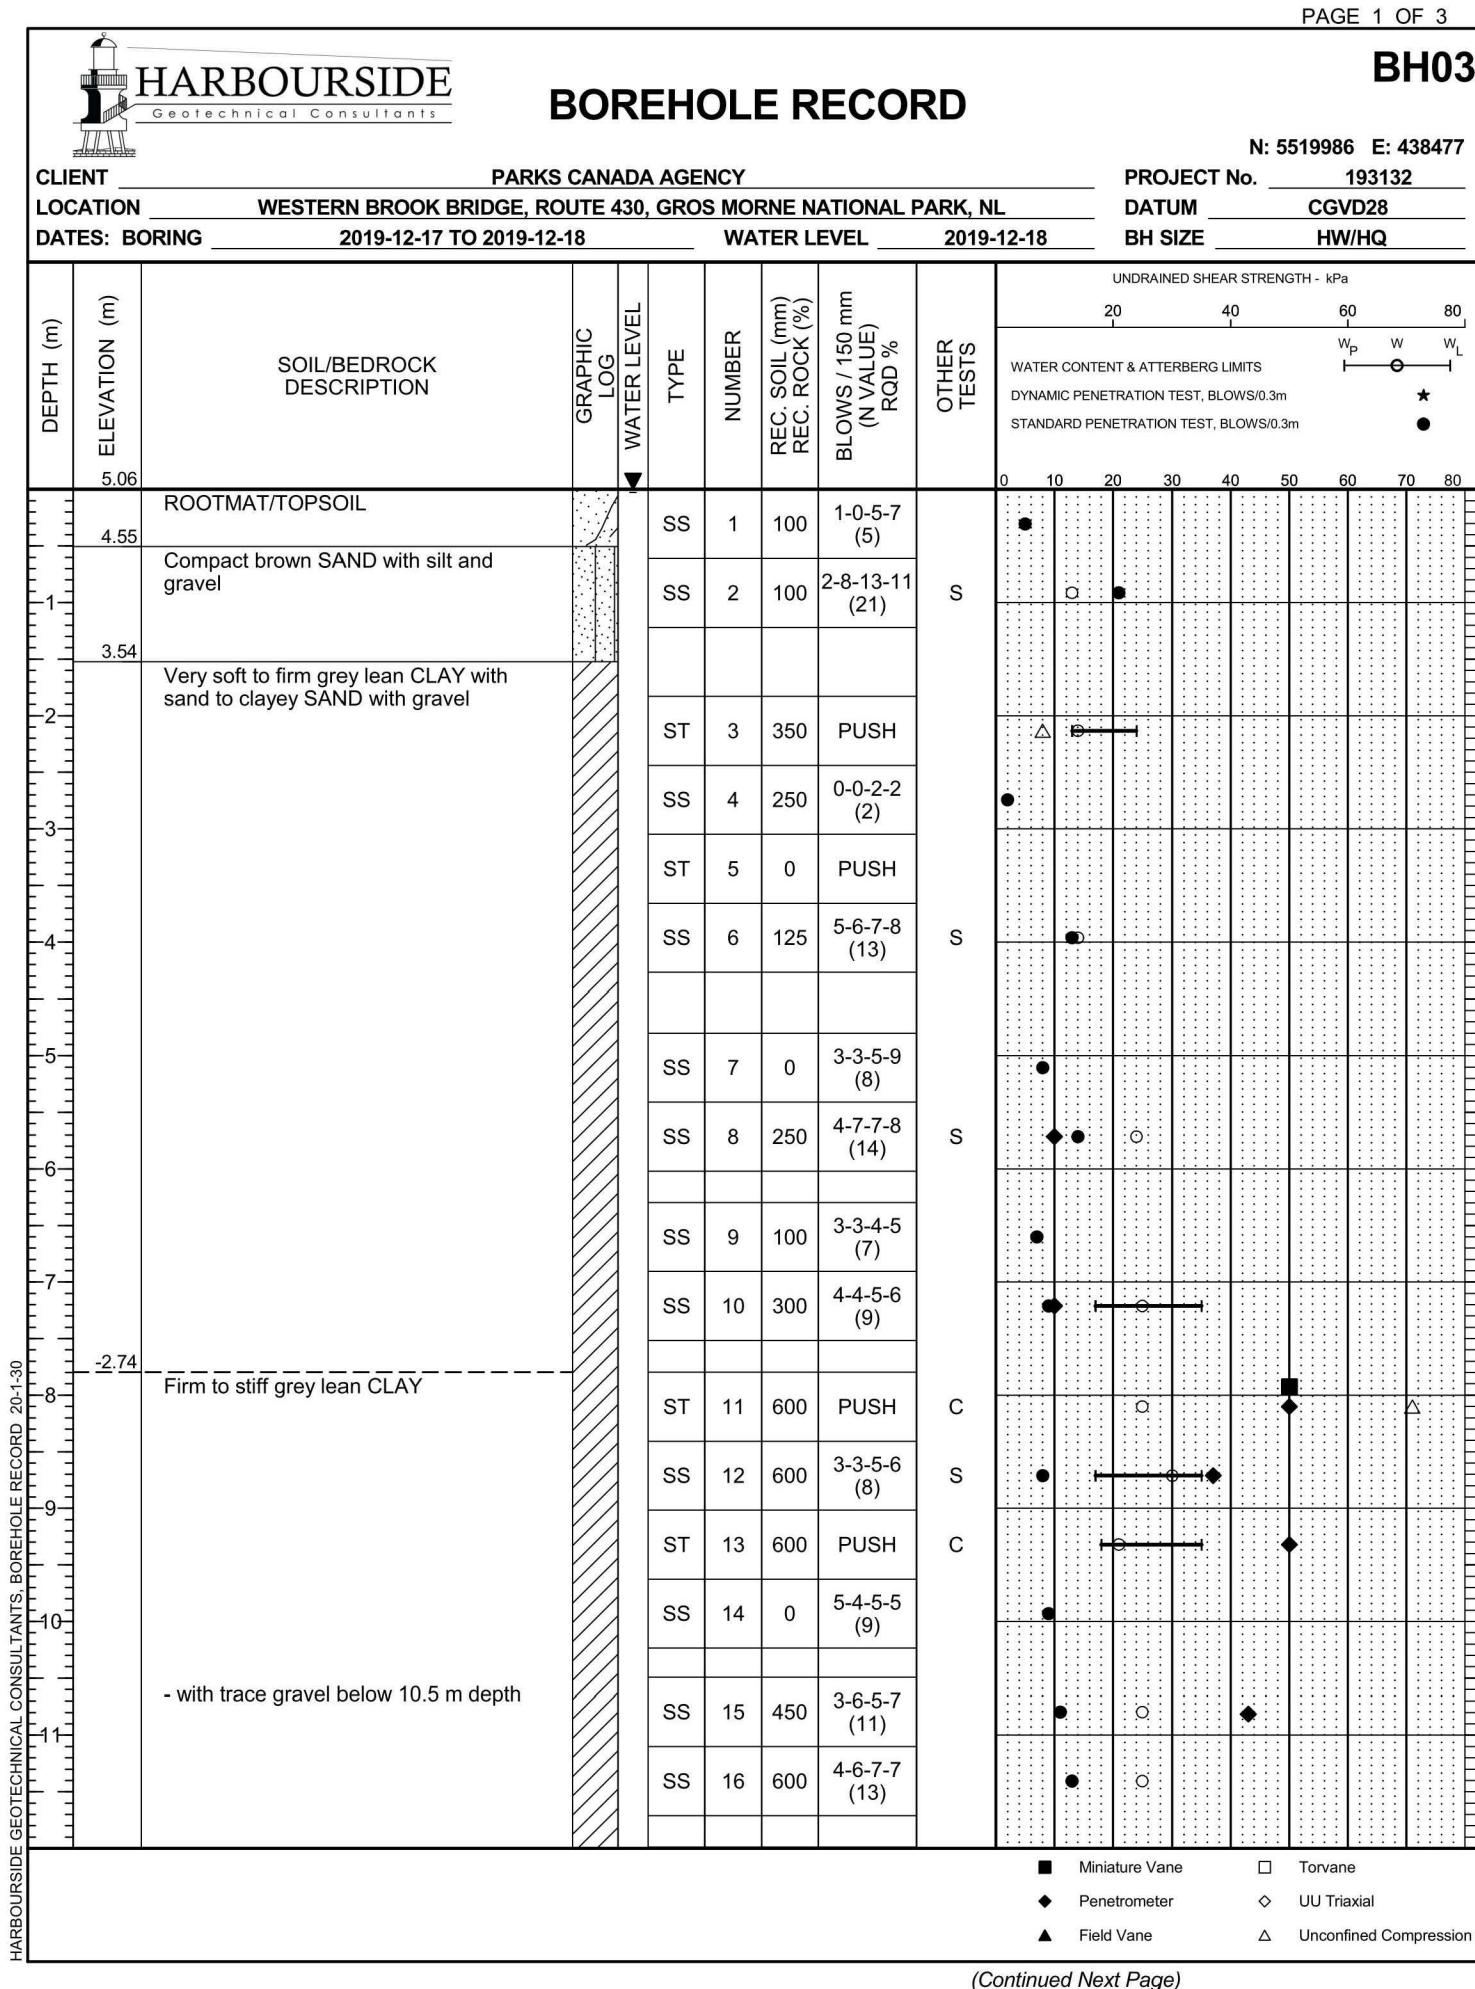 PAGE 1 OF 3
HARBOURSIDE
Geotechnical Consultants
BOREHOLE RECORD
BH03
N: 5519986 E: 438477
CLIENT PARKS CANADA AGENCY PROJECT No. 193132
LOCATION WESTERN BROOK BRIDGE, ROUTE 430, GROS MORNE NATIONAL PARK, NL DATUM CGVD28
DATES: BORING 2019-12-17 TO 2019-12-18 WATER LEVEL 2019-12-18 BH SIZE HW/HQ
DEPTH (m)
ELEVATION (m)
SOIL/BEDROCK
DESCRIPTION
GRAPHIC
LOG
WATER LEVEL
TYPE
NUMBER
REC. SOIL (mm)
REC. ROCK (%)
BLOWS / 150 mm
(N VALUE)
RQD %
OTHER
TESTS
UNDRAINED SHEAR STRENGTH - kPa
20 40 60 80
WP W WL
WATER CONTENT & ATTERBERG LIMITS
DYNAMIC PENETRATION TEST, BLOWS/0.3m ★
STANDARD PENETRATION TEST, BLOWS/0.3m ●
0 10 20 30 40 50 60 70 80
5.06
ROOTMAT/TOPSOIL
SS 1 100 1-0-5-7
(5)
4.55
Compact brown SAND with silt and
gravel
SS 2 100 2-8-13-11
(21)
S
1
3.54
Very soft to firm grey lean CLAY with
sand to clayey SAND with gravel
2
ST 3 350 PUSH
SS 4 250 0-0-2-2
(2)
3
ST 5 0 PUSH
SS 6 125 5-6-7-8
(13)
S
4
5
SS 7 0 3-3-5-9
(8)
SS 8 250 4-7-7-8
(14)
S
6
SS 9 100 3-3-4-5
(7)
7
SS 10 300 4-4-5-6
(9)
-2.74
Firm to stiff grey lean CLAY
8
ST 11 600 PUSH C
SS 12 600 3-3-5-6
(8)
S
9
ST 13 600 PUSH C
SS 14 0 5-4-5-5
(9)
10
- with trace gravel below 10.5 m depth
SS 15 450 3-6-5-7
(11)
11
SS 16 600 4-6-7-7
(13)
HARBOURSIDE GEOTECHNICAL CONSULTANTS, BOREHOLE RECORD 20-1-30
■ Miniature Vane □ Torvane
◆ Penetrometer ◇ UU Triaxial
▲ Field Vane △ Unconfined Compression
(Continued Next Page)